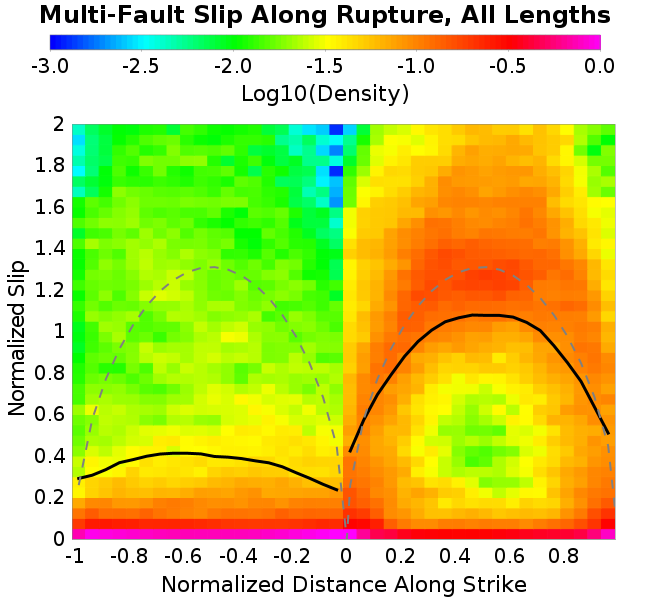 Multi-Fault Slip Along Rupture, All Lengths
-3.0 -2.5 -2.0 -1.5 -1.0 -0.5 0.0
Log10(Density)
2
1.8
1.6
1.4
1.2
1
0.8
0.6
0.4
0.2
0
Normalized Slip
-1 -0.8 -0.6 -0.4 -0.2 0 0.2 0.4 0.6 0.8
Normalized Distance Along Strike